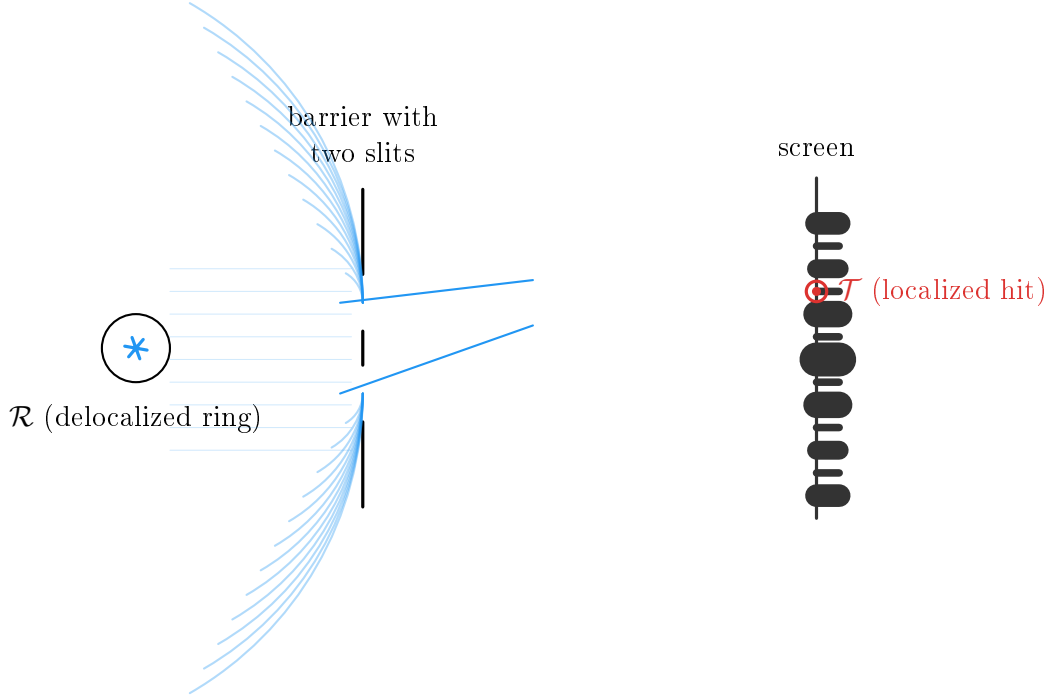 barrier with
two slits
screen
𝒯 (localized hit)
ℛ (delocalized ring)